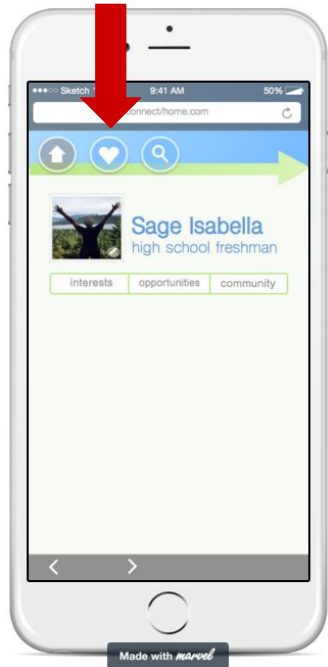 Sketch 9:41 AM 50%
connect/home.com
Sage Isabella
high school freshman
interests opportunities community
Made with marvel